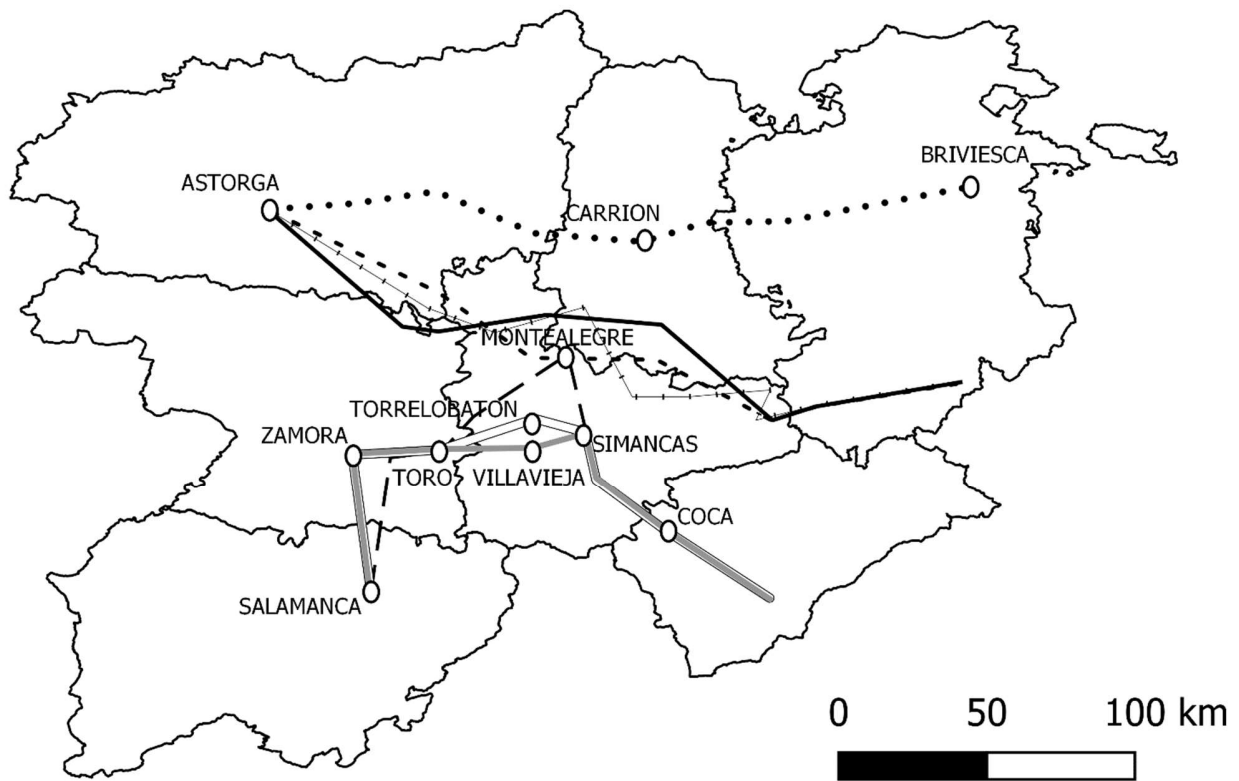 BRIVIESCA
ASTORGA
CARRION
MONTEALEGRE
TORRELOBATON
ZAMORA
SIMANCAS
TORO
VILLAVIEJA
COCA
SALAMANCA
0 50 100 km